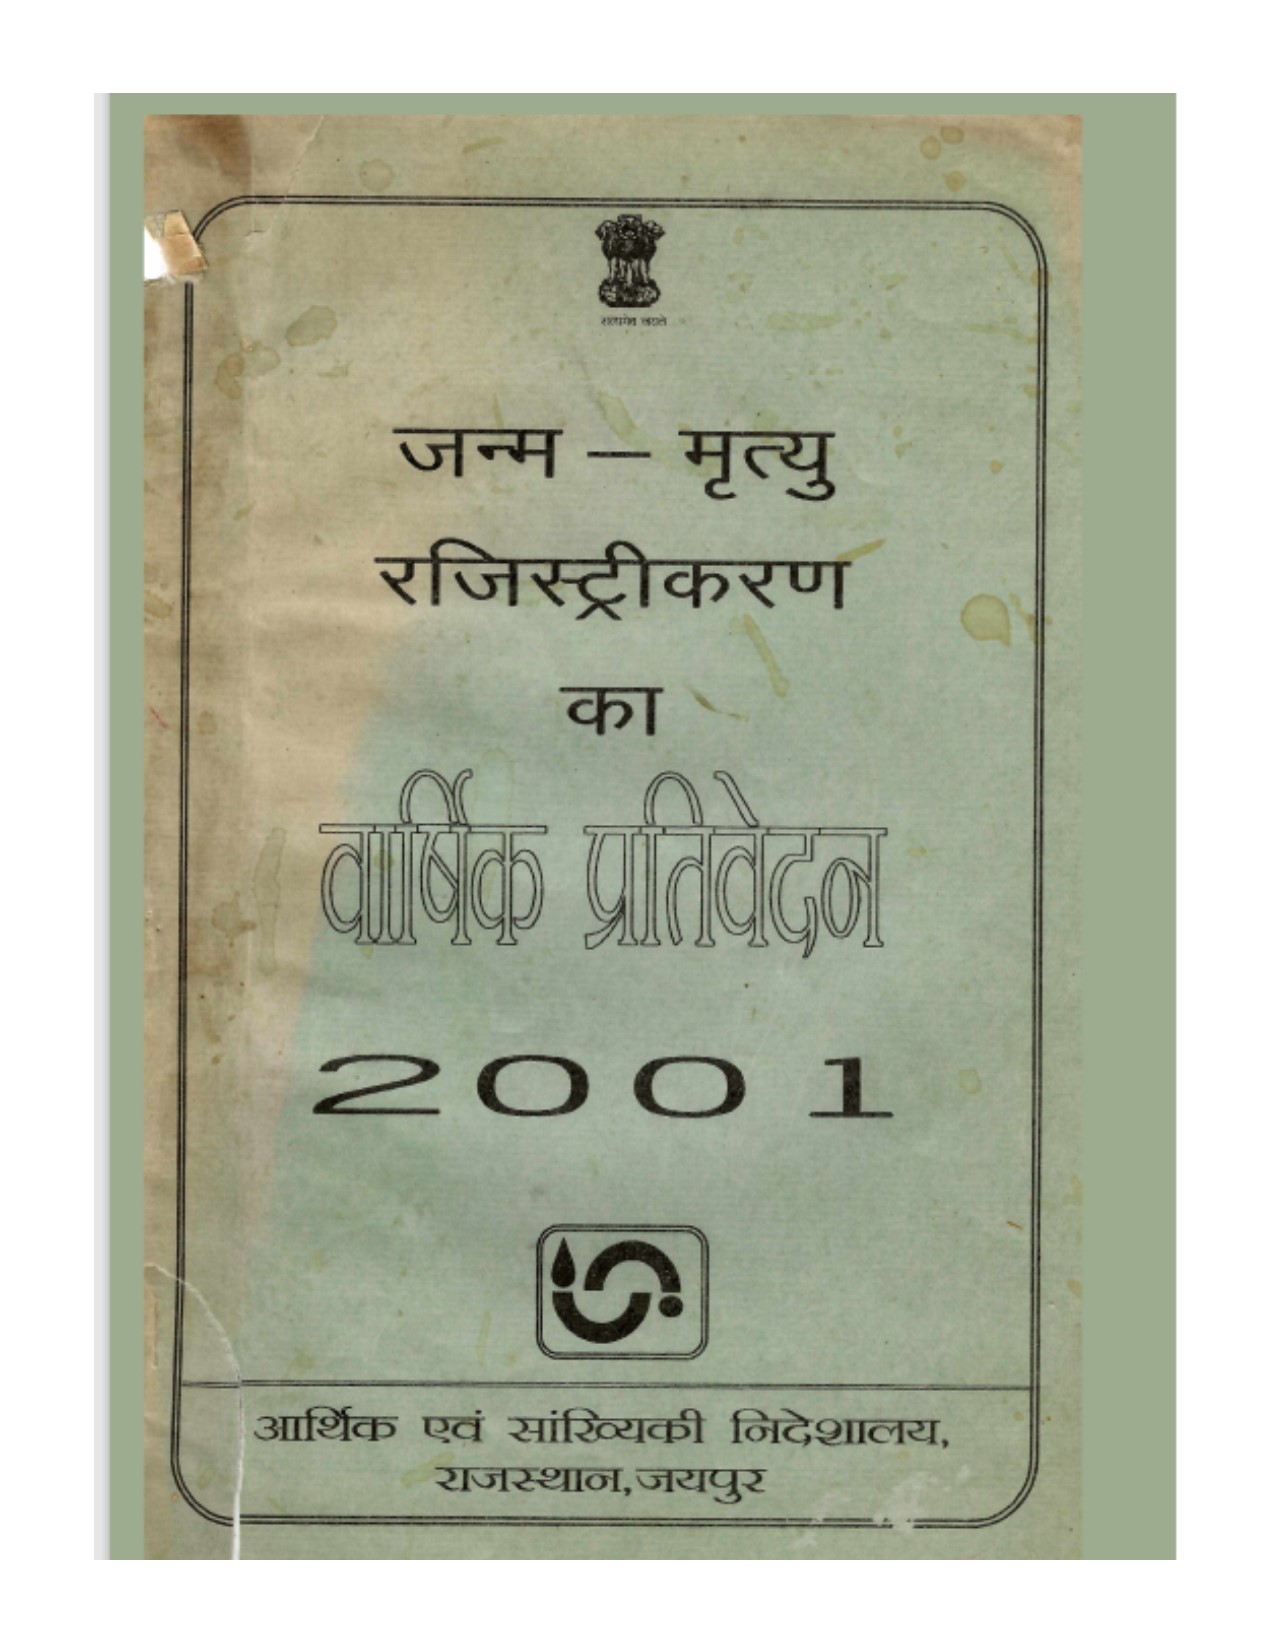 सत्यमेव जयते
जन्म – मृत्यु
रजिस्ट्रीकरण
का
वार्षिक प्रतिवेदन
2001
आर्थिक एवं सांख्यिकी निदेशालय,
राजस्थान,जयपुर